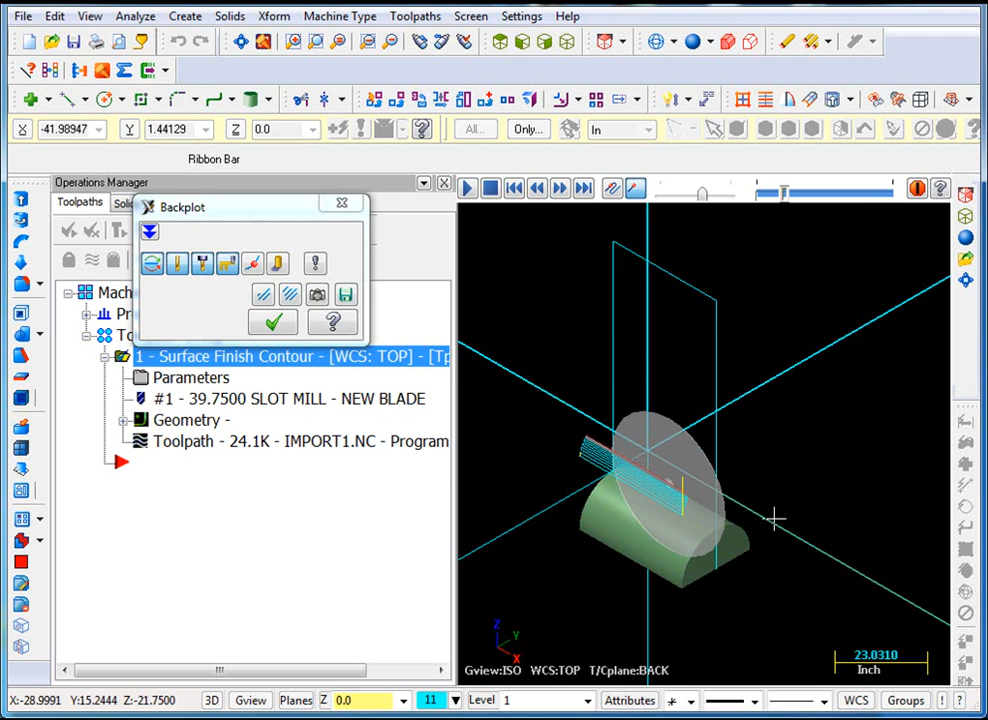 File Edit View Analyze Create Solids Xform Machine Type Toolpaths Screen Settings Help
X -41.98947 Y 1.44129 Z 0.0 All... Only... In
Ribbon Bar
Operations Manager
Toolpaths
Backplot
1 - Surface Finish Contour - [WCS: TOP] - [Tp
Parameters
#1 - 39.7500 SLOT MILL - NEW BLADE
Geometry -
Toolpath - 24.1K - IMPORT1.NC - Program
Z
Y
X
23.0310
Inch
Gview:ISO WCS:TOP T/Cplane:BACK
X:-28.9991 Y:15.2444 Z:-21.7500 3D Gview Planes Z 0.0 11 Level 1 Attributes * WCS Groups ! ?